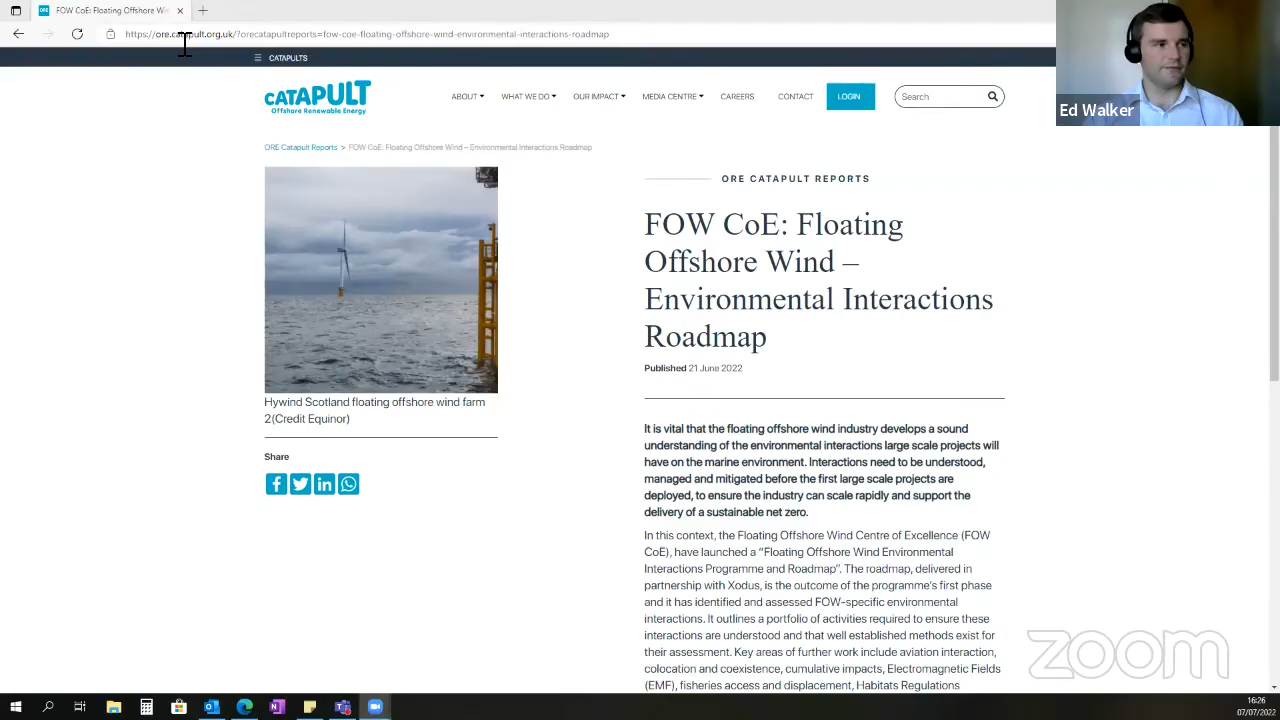 FOW CoE: Floating Offshore Wi
https://ore.catapult.org.uk/?orecatapultreports=fow-coe-floating-offshore-wind-environmental-interactions-roadmap
CATAPULTS
CATAPULT
Offshore Renewable Energy
ABOUT
WHAT WE DO
OUR IMPACT
MEDIA CENTRE
CAREERS
CONTACT
LOGIN
Search
Ed Walker
ORE Catapult Reports > FOW CoE: Floating Offshore Wind – Environmental Interactions Roadmap
Hywind Scotland floating offshore wind farm
2(Credit Equinor)
Share
ORE CATAPULT REPORTS
FOW CoE: Floating
Offshore Wind –
Environmental Interactions
Roadmap
Published 21 June 2022
It is vital that the floating offshore wind industry develops a sound
understanding of the environmental interactions large scale projects will
have on the marine environment. Interactions need to be understood,
managed and mitigated before the first large scale projects are
deployed, to ensure the industry can scale rapidly and support the
delivery of a sustainable net zero.
In this context, the Floating Offshore Wind Centre of Excellence (FOW
CoE), have launched a “Floating Offshore Wind Environmental
Interactions Programme and Roadmap”. The roadmap, delivered in
partnership with Xodus, is the outcome of the programme’s first phase
and it has identified and assessed FOW-specific environmental
interactions. It outlines a portfolio of activities required to ensure these
interactions are understood and that well established methods exist for
their assessment. Key areas of further work include aviation interaction,
colocation and coexistence, cumulative impacts, Electromagnetic Fields
(EMF), fisheries access and displacement, Habitats Regulations
zoom
16:26
07/07/2022